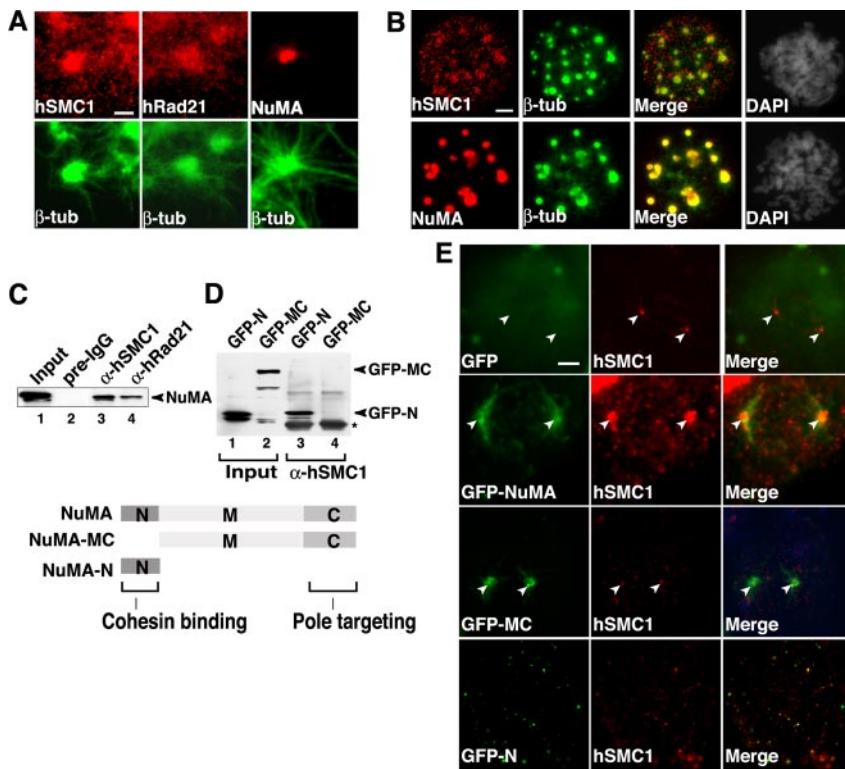 A
hSMC1 hRad21 NuMA
β-tub β-tub β-tub
B
hSMC1 β-tub Merge DAPI
NuMA β-tub Merge DAPI
C
Input pre-IgG α-hSMC1 α-hRad21
NuMA
1 2 3 4
D
GFP-N GFP-MC GFP-N GFP-MC
GFP-MC
GFP-N
*
1 2 3 4
Input α-hSMC1
NuMA N M C
NuMA-MC M C
NuMA-N N
Cohesin binding Pole targeting
E
GFP hSMC1 Merge
GFP-NuMA hSMC1 Merge
GFP-MC hSMC1 Merge
GFP-N hSMC1 Merge